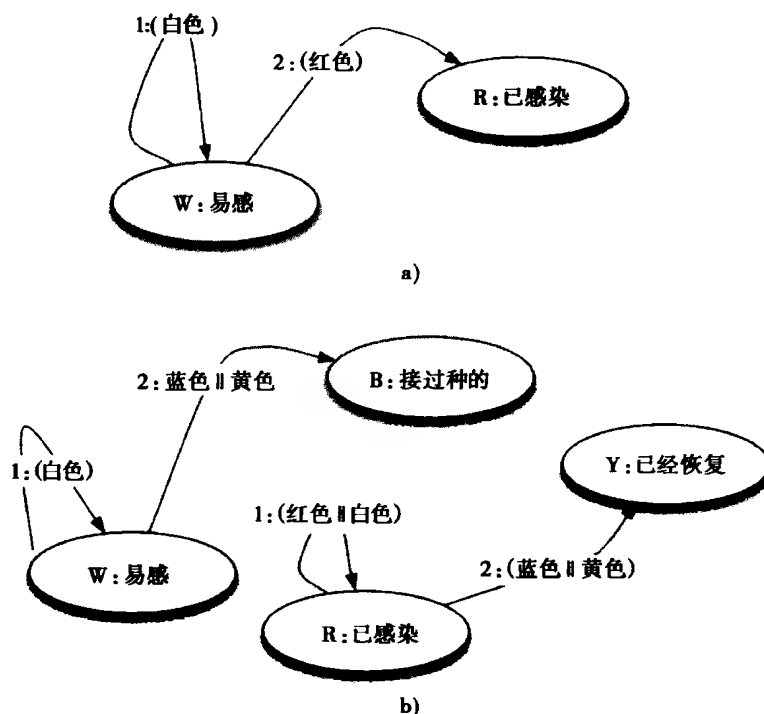 1:(白色)
2:(红色)
R:已感染
W:易感
a)
2:蓝色‖黄色
B:接过种的
Y:已经恢复
1:(白色)
1:(红色‖白色)
W:易感
2:(蓝色‖黄色)
R:已感染
b)